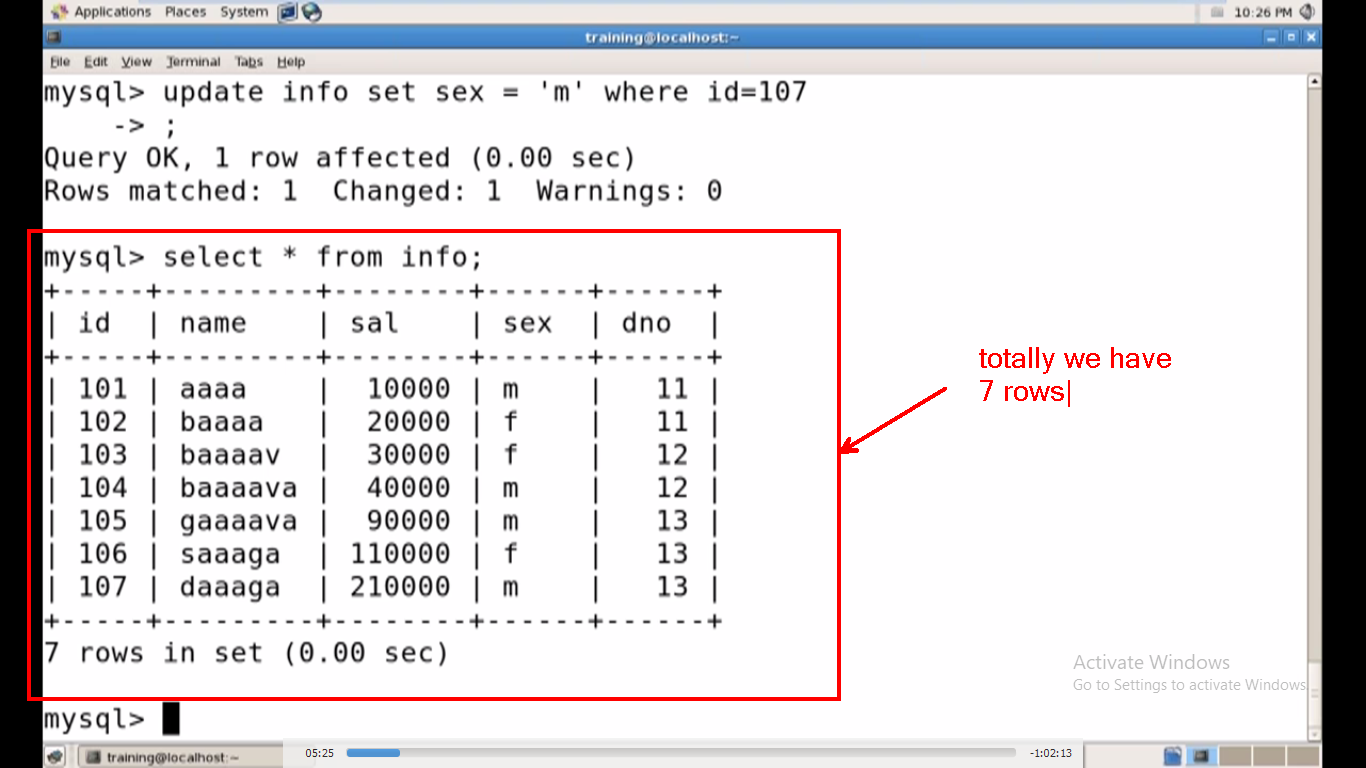 Applications Places System 10:26 PM
training@localhost:~
File Edit View Terminal Tabs Help
mysql> update info set sex = 'm' where id=107
-> ;
Query OK, 1 row affected (0.00 sec)
Rows matched: 1 Changed: 1 Warnings: 0
mysql> select * from info;
+-----+---------+--------+------+------+
| id | name | sal | sex | dno |
+-----+---------+--------+------+------+
| 101 | aaaa | 10000 | m | 11 |
| 102 | baaaa | 20000 | f | 11 |
| 103 | baaaav | 30000 | f | 12 |
| 104 | baaaava | 40000 | m | 12 |
| 105 | gaaaava | 90000 | m | 13 |
| 106 | saaaga | 110000 | f | 13 |
| 107 | daaaga | 210000 | m | 13 |
+-----+---------+--------+------+------+
7 rows in set (0.00 sec)
mysql>
totally we have
7 rows
Activate Windows
Go to Settings to activate Windows
training@localhost:~ 05:25 -1:02:13